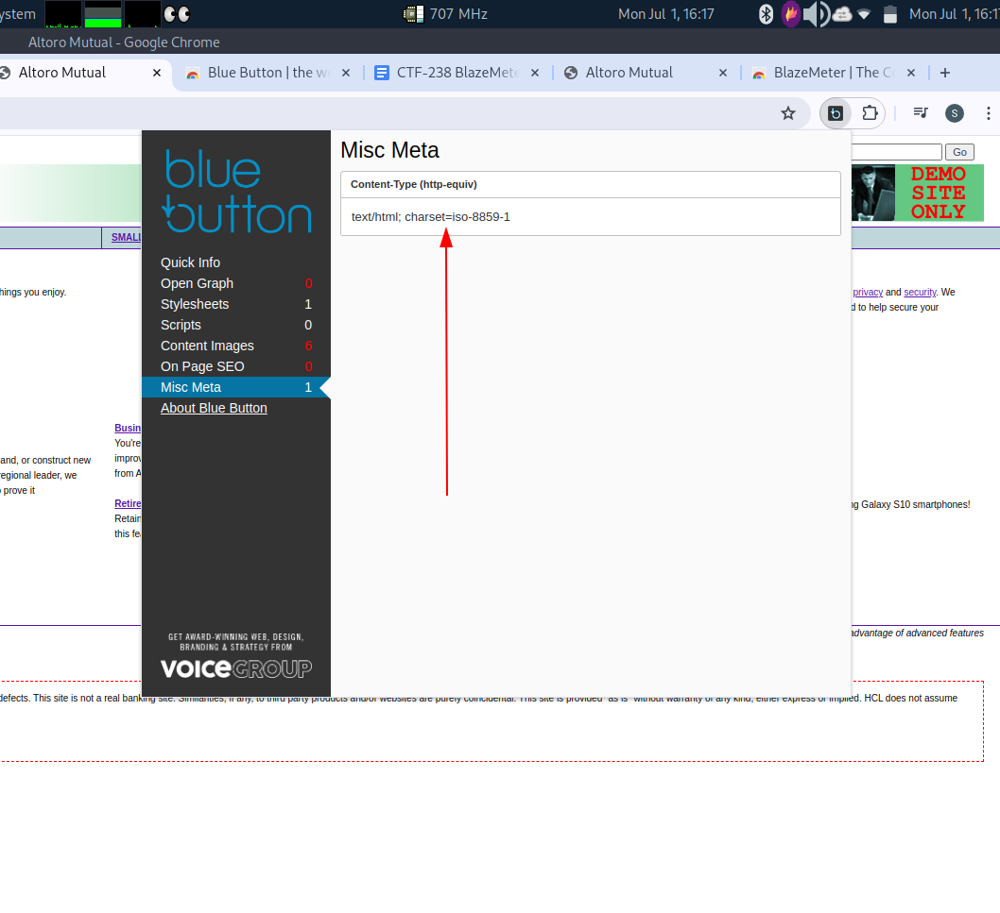 ystem 707 MHz Mon Jul 1, 16:17 Mon Jul 1, 16:1
Altoro Mutual - Google Chrome
Altoro Mutual Blue Button | the w CTF-238 BlazeMete Altoro Mutual BlazeMeter | The C
S
Go
DEMO
SITE
ONLY
SMALL
hings you enjoy.
privacy and security. We
d to help secure your
Busin
You're
and, or construct new improv
regional leader, we from A
prove it
Retire
Retain
this fea
ng Galaxy S10 smartphones!
advantage of advanced features
defects. This site is not a real banking site. Similarities, if any, to third party products and/or websites are purely coincidental. This site is provided "as is" without warranty of any kind, either express or implied. HCL does not assume
blue
button
Quick Info
Open Graph 0
Stylesheets 1
Scripts 0
Content Images 6
On Page SEO 0
Misc Meta 1
About Blue Button
GET AWARD-WINNING WEB, DESIGN,
BRANDING & STRATEGY FROM
VOICEGROUP
Misc Meta
Content-Type (http-equiv)
text/html; charset=iso-8859-1